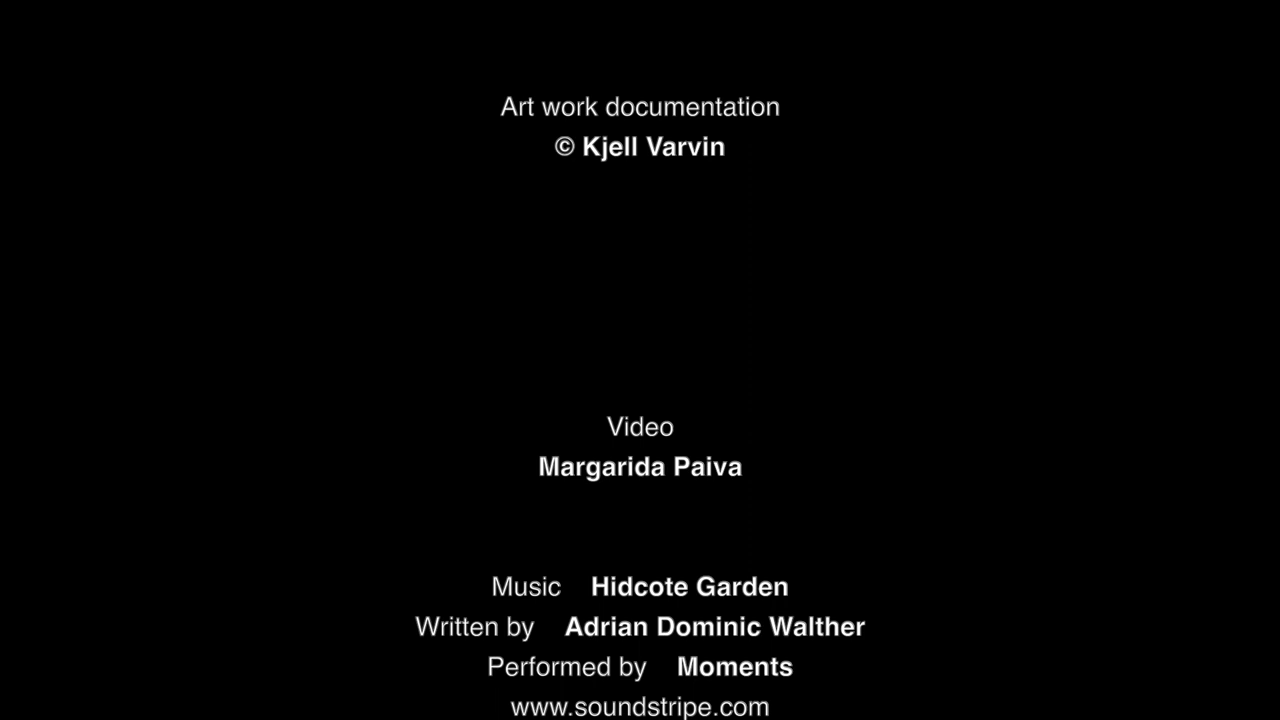 Art work documentation
© Kjell Varvin
Video
Margarida Paiva
Music Hidcote Garden
Written by Adrian Dominic Walther
Performed by Moments
www.soundstripe.com